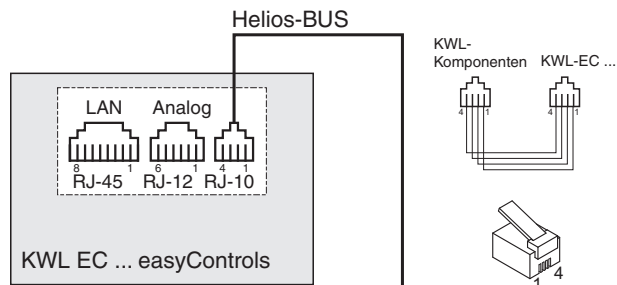 Helios-BUS
KWL-
Komponenten KWL-EC ...
4 1 4 1
LAN Analog
8 1 6 1 4 1
RJ-45 RJ-12 RJ-10
KWL EC ... easyControls
1 4